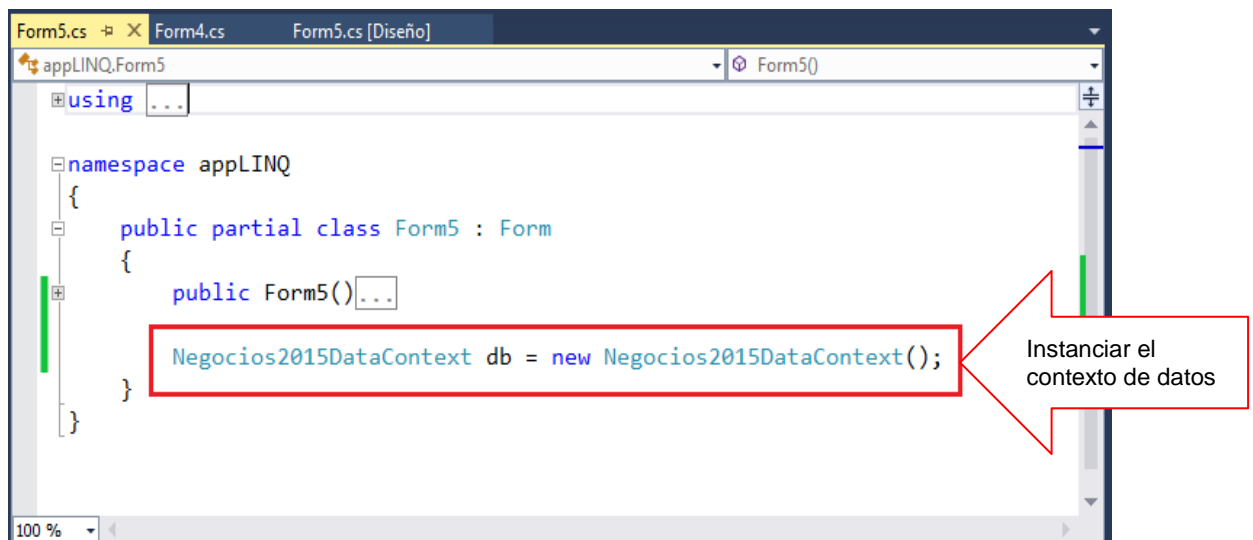 Form5.cs Form4.cs Form5.cs [Diseño]
appLINQ.Form5 Form5()
using ...
namespace appLINQ
{
public partial class Form5 : Form
{
public Form5()...
Negocios2015DataContext db = new Negocios2015DataContext();
}
}
Instanciar el
contexto de datos
100 %